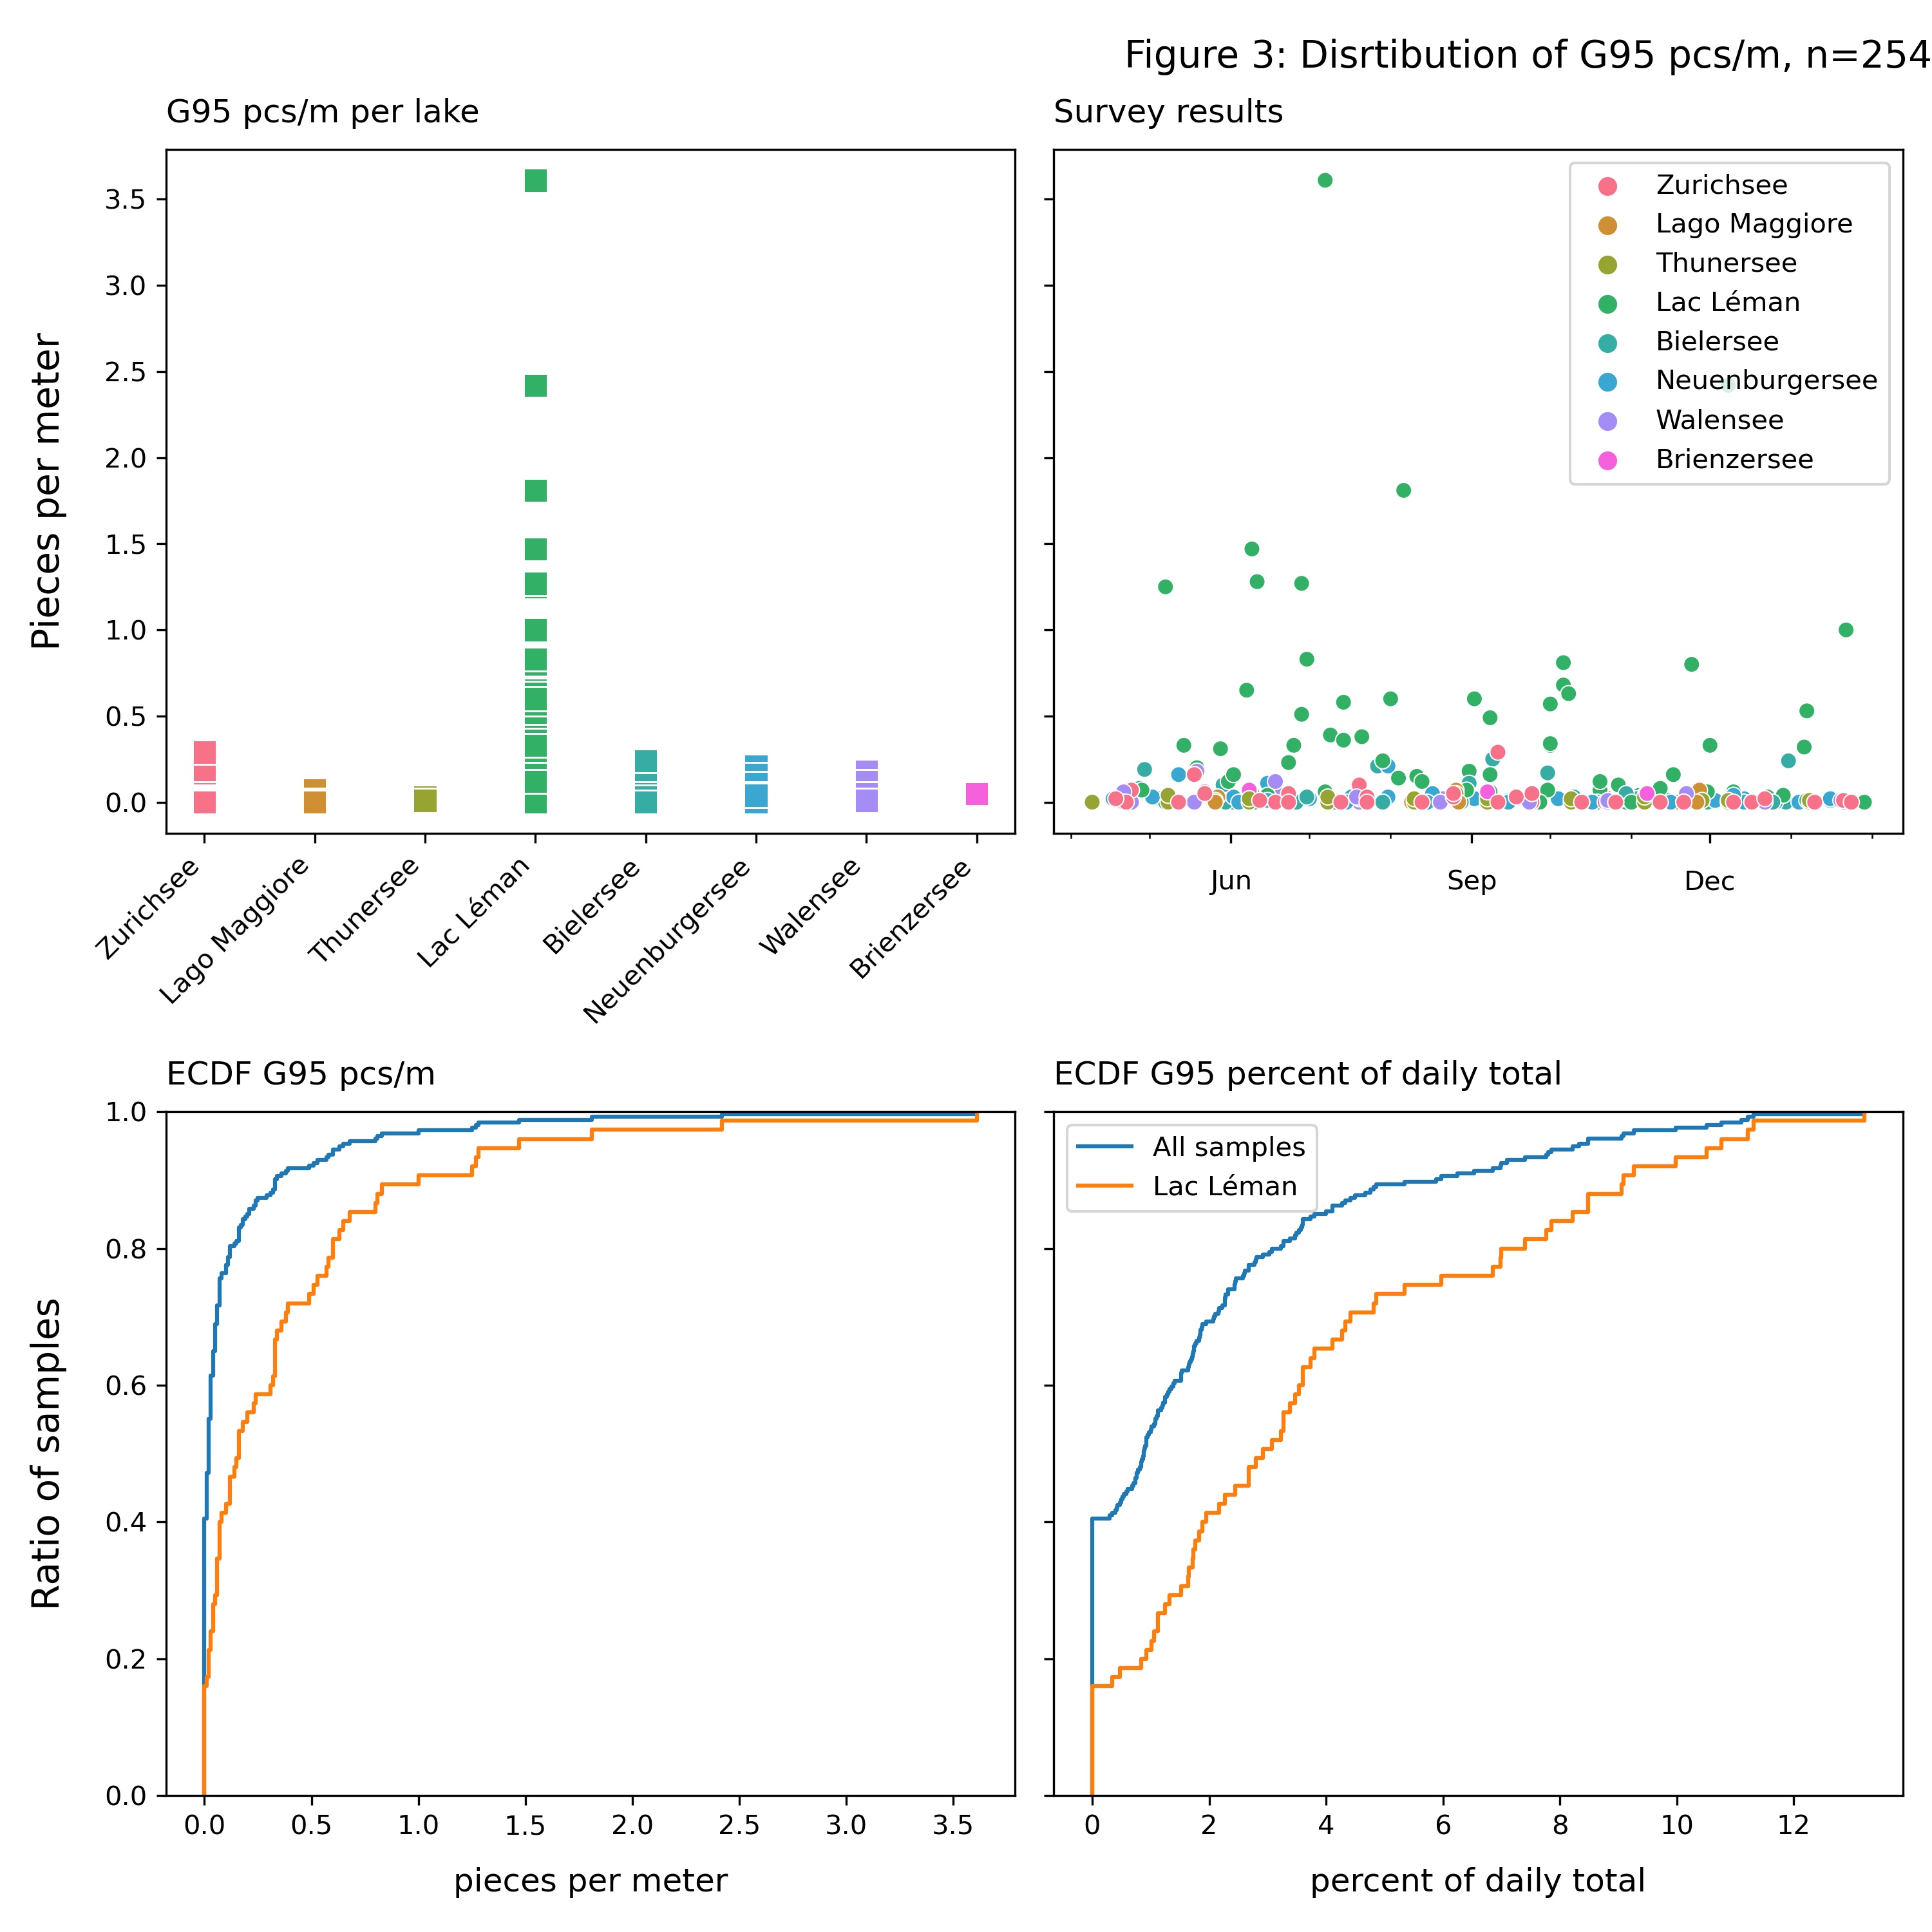 Figure 3: Disrtibution of G95 pcs/m, n=254
G95 pcs/m per lake
Survey results
Pieces per meter
3.5
3.0
2.5
2.0
1.5
1.0
0.5
0.0
Zurichsee
Lago Maggiore
Thunersee
Lac Léman
Bielersee
Neuenburgersee
Walensee
Brienzersee
Zurichsee
Lago Maggiore
Thunersee
Lac Léman
Bielersee
Neuenburgersee
Walensee
Brienzersee
Jun
Sep
Dec
ECDF G95 pcs/m
ECDF G95 percent of daily total
Ratio of samples
1.0
0.8
0.6
0.4
0.2
0.0
0.0 0.5 1.0 1.5 2.0 2.5 3.0 3.5
pieces per meter
All samples
Lac Léman
0 2 4 6 8 10 12
percent of daily total